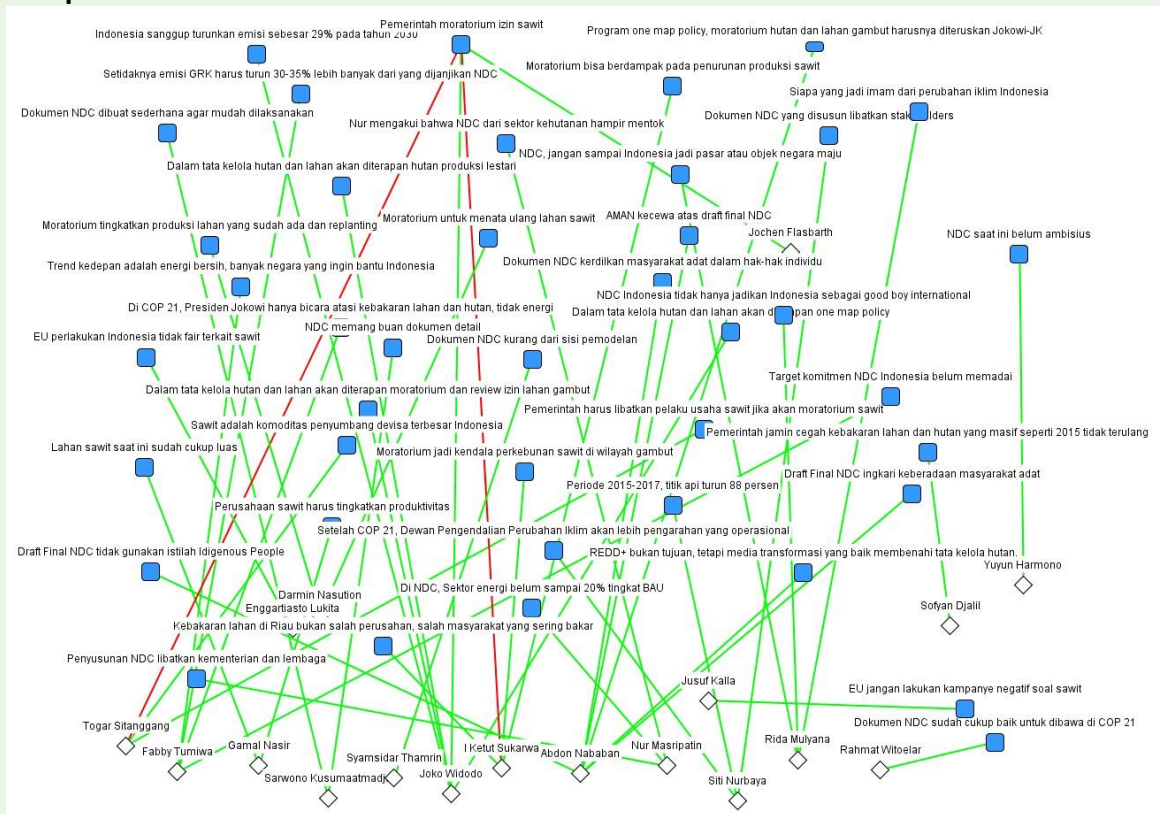 Pemerintah moratorium izin sawit
Indonesia sanggup turunkan emisi sebesar 29% pada tahun 2030
Program one map policy, moratorium hutan dan lahan gambut harusnya diteruskan Jokowi-JK
Moratorium bisa berdampak pada penurunan produksi sawit
Setidaknya emisi GRK harus turun 30-35% lebih banyak dari yang dijanjikan NDC
Siapa yang jadi imam dari perubahan iklim Indonesia
Dokumen NDC dibuat sederhana agar mudah dilaksanakan
Dokumen NDC yang disusun libatkan
Nur mengakui bahwa NDC dari sektor kehutanan hampir mentok
NDC, jangan sampai Indonesia jadi pasar atau objek negara maju
Dalam tata kelola hutan dan lahan akan diterapan hutan produksi lestari
Moratorium untuk menata ulang lahan sawit
AMAN kecewa atas draft final NDC
Moratorium tingkatkan produksi lahan yang sudah ada dan replanting
Jochen Flasbarth
NDC saat ini belum ambisius
Dokumen NDC kerdilkan masyarakat adat dalam hak-hak individu
Trend kedepan adalah energi bersih, banyak negara yang ingin bantu Indonesia
NDC Indonesia tidak hanya jadikan Indonesia sebagai good boy international
Di COP 21, Presiden Jokowi hanya bicara atasi kebakaran lahan dan hutan, tidak energi
Dalam tata kelola hutan dan lahan akan one map policy
NDC memang buan dokumen detail
EU perlakukan Indonesia tidak fair terkait sawit
Dokumen NDC kurang dari sisi pemodelan
Target komitmen NDC Indonesia belum memadai
Dalam tata kelola hutan dan lahan akan diterapan moratorium dan review izin lahan gambut
Pemerintah harus libatkan pelaku usaha sawit jika akan moratorium sawit
Sawit adalah komoditas penyumbang devisa terbesar Indonesia
Pemerintah jamin cegah kebakaran lahan dan hutan yang masif seperti 2015 tidak terulang
Lahan sawit saat ini sudah cukup luas
Moratorium jadi kendala perkebunan sawit di wilayah gambut
Draft Final NDC ingkari keberadaan masyarakat adat
Periode 2015-2017, titik api turun 88 persen
Perusahaan sawit harus tingkatkan produktivitas
Setelah COP 21, Dewan Pengendalian Perubahan Iklim akan lebih pengarahan yang operasional
Draft Final NDC tidak gunakan istilah Idigenous People
REDD+ bukan tujuan, tetapi media transformasi yang baik membenahi tata kelola hutan.
Yuyun Harmono
Di NDC, Sektor energi belum sampai 20% tingkat BAU
Darmin Nasution
Enggartiasto Lukita
Sofyan Djalil
Kebakaran lahan di Riau bukan salah perusahan, salah masyarakat yang sering bakar
Penyusunan NDC libatkan kementerian dan lembaga
Jusuf Kalla
EU jangan lakukan kampanye negatif soal sawit
Dokumen NDC sudah cukup baik untuk dibawa di COP 21
Togar Sitanggang
Fabby Tumiwa
Gamal Nasir
Syamsidar Thamrin
I Ketut Sukarwa
Abdon Nababan
Nur Masripatin
Rida Mulyana
Rahmat Witoelar
Sarwono Kusumaatmadj
Joko Widodo
Siti Nurbaya